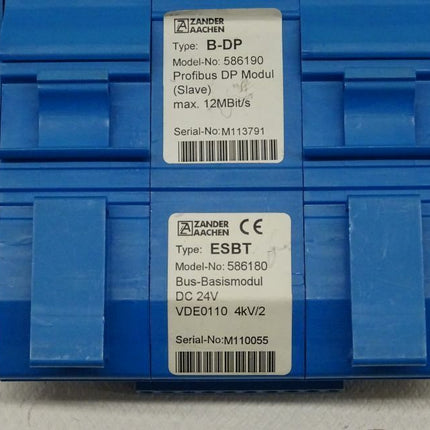 ZANDER
AACHEN
Type: B-DP
Model-No: 586190
Profibus DP Modul
(Slave)
max. 12MBit/s
Serial-No: M113791
ZANDER
AACHEN CE
Type: ESBT
Model-No: 586180
Bus-Basismodul
DC 24V
VDE0110 4kV/2
Serial-No: M110055